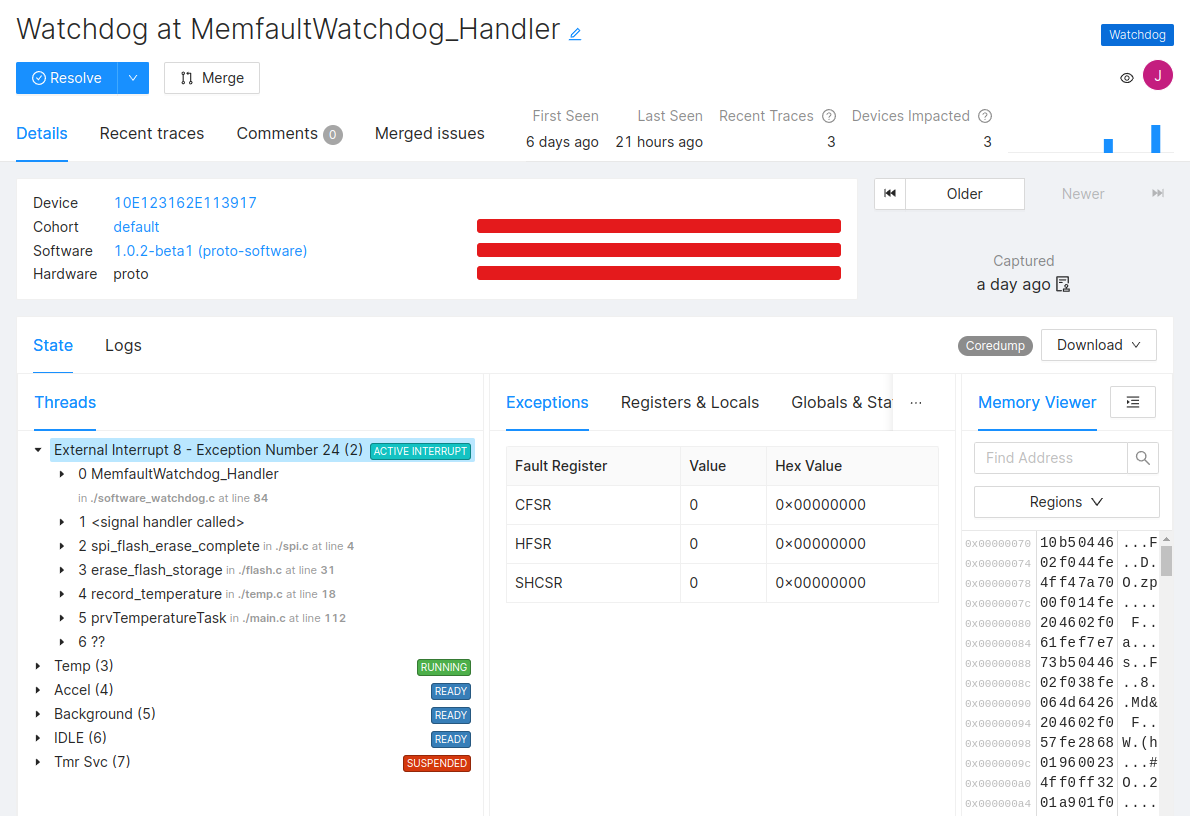 Watchdog at MemfaultWatchdog_Handler
Watchdog
Resolve
Merge
J
Details
Recent traces
Comments 0
Merged issues
First Seen
6 days ago
Last Seen
21 hours ago
Recent Traces
3
Devices Impacted
3
Device 10E123162E113917
Cohort default
Software 1.0.2-beta1 (proto-software)
Hardware proto
Older
Newer
Captured
a day ago
State
Logs
Coredump
Download
Threads
External Interrupt 8 - Exception Number 24 (2) ACTIVE INTERRUPT
0 MemfaultWatchdog_Handler
in ./software_watchdog.c at line 84
1 <signal handler called>
2 spi_flash_erase_complete in ./spi.c at line 4
3 erase_flash_storage in ./flash.c at line 31
4 record_temperature in ./temp.c at line 18
5 prvTemperatureTask in ./main.c at line 112
6 ??
Temp (3) RUNNING
Accel (4) READY
Background (5) READY
IDLE (6) READY
Tmr Svc (7) SUSPENDED
Exceptions
Registers & Locals
Globals & Sta
...
Fault Register Value Hex Value
CFSR 0 0x00000000
HFSR 0 0x00000000
SHCSR 0 0x00000000
Memory Viewer
Find Address
Regions
0x00000070 10b50446 ...F
0x00000074 02f044fe ..D.
0x00000078 4ff47a70 O.zp
0x0000007c 00f014fe ....
0x00000080 204602f0 F..
0x00000084 61fef7e7 a...
0x00000088 73b50446 s..F
0x0000008c 02f038fe ..8.
0x00000090 064d6426 .Md&
0x00000094 204602f0 F..
0x00000098 57fe2868 W.(h
0x0000009c 01960023 ...#
0x000000a0 4ff0ff32 O..2
0x000000a4 01a901f0 ....